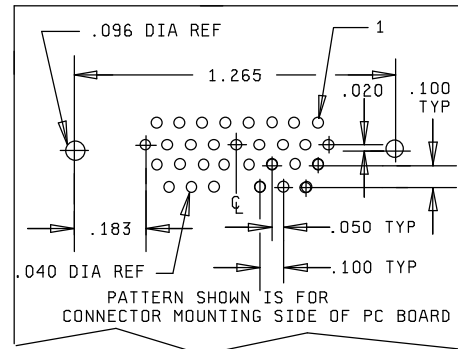 .096 DIA REF
1
1.265
.020
.100
TYP
℄
.183
.050 TYP
.040 DIA REF
.100 TYP
PATTERN SHOWN IS FOR
CONNECTOR MOUNTING SIDE OF PC BOARD